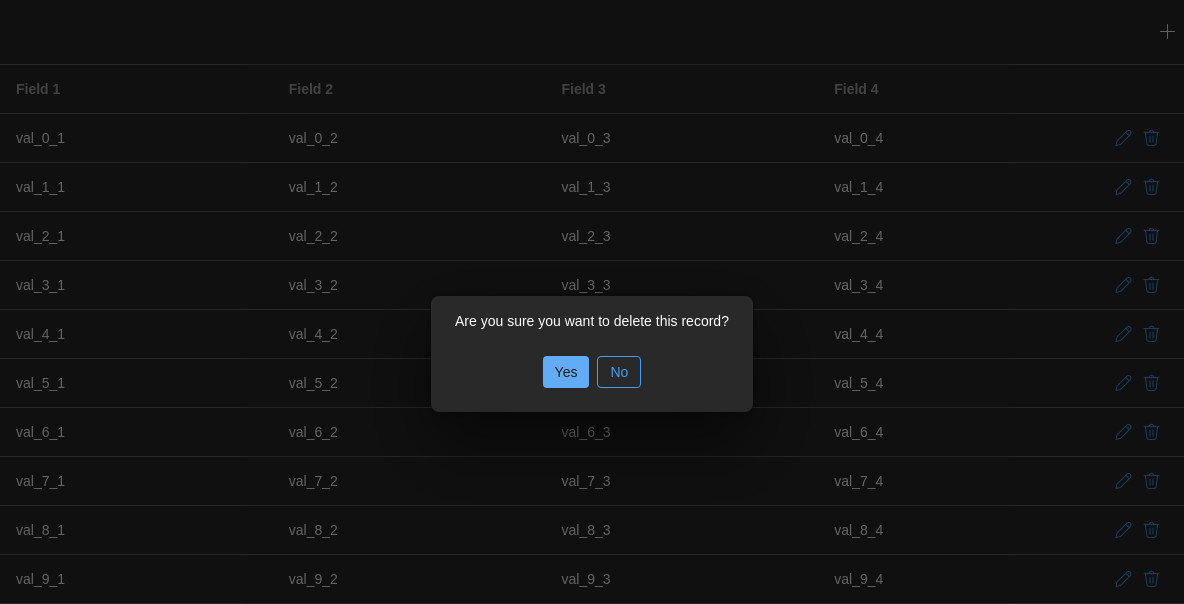 Field 1 Field 2 Field 3 Field 4
val_0_1 val_0_2 val_0_3 val_0_4
val_1_1 val_1_2 val_1_3 val_1_4
val_2_1 val_2_2 val_2_3 val_2_4
val_3_1 val_3_2 val_3_3 val_3_4
val_4_1 val_4_2 val_4_4
val_5_1 val_5_2 val_5_4
val_6_1 val_6_2 val_6_3 val_6_4
val_7_1 val_7_2 val_7_3 val_7_4
val_8_1 val_8_2 val_8_3 val_8_4
val_9_1 val_9_2 val_9_3 val_9_4
Are you sure you want to delete this record?
Yes No